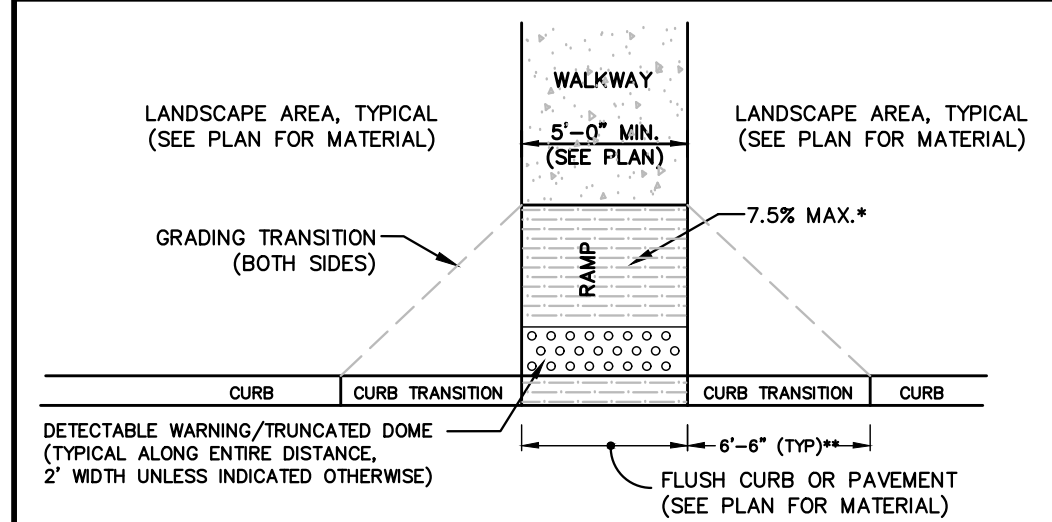 WALKWAY
LANDSCAPE AREA, TYPICAL
(SEE PLAN FOR MATERIAL)
5'-0" MIN.
(SEE PLAN)
LANDSCAPE AREA, TYPICAL
(SEE PLAN FOR MATERIAL)
7.5% MAX.*
GRADING TRANSITION
(BOTH SIDES)
RAMP
CURB
CURB TRANSITION
CURB TRANSITION
CURB
DETECTABLE WARNING/TRUNCATED DOME
(TYPICAL ALONG ENTIRE DISTANCE,
2' WIDTH UNLESS INDICATED OTHERWISE)
6'-6" (TYP)**
FLUSH CURB OR PAVEMENT
(SEE PLAN FOR MATERIAL)